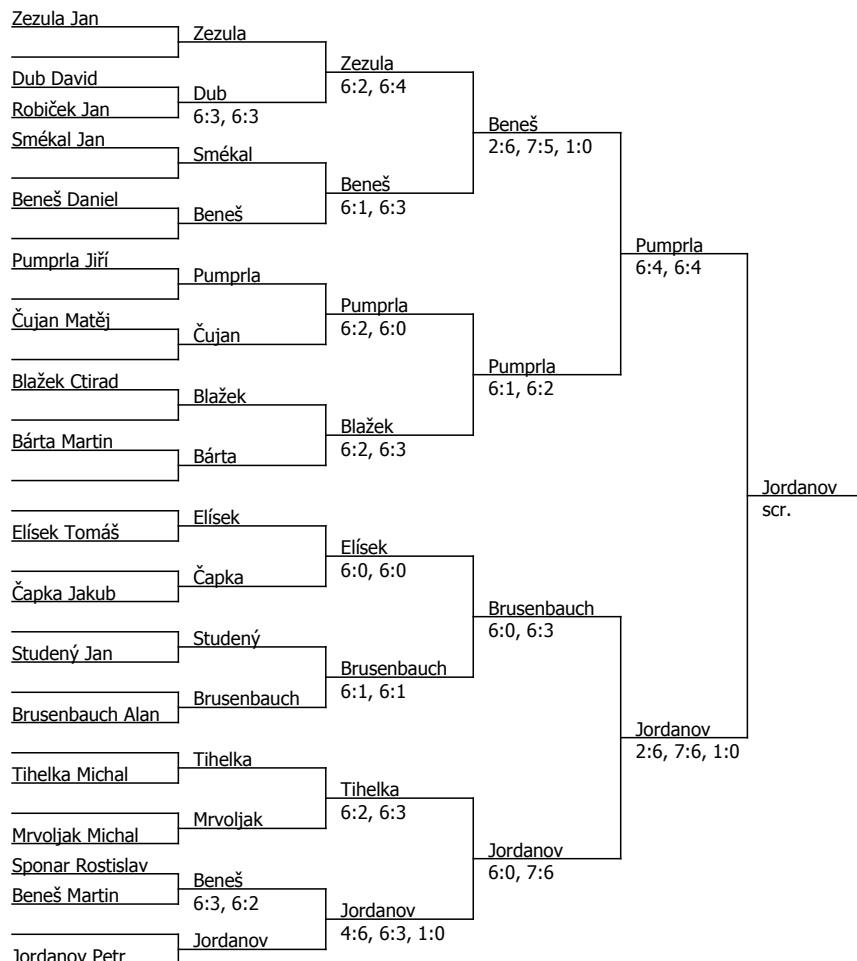 Zezula Jan
Zezula
Zezula
6:2, 6:4
Dub David
Dub
Robiček Jan
6:3, 6:3
Beneš
2:6, 7:5, 1:0
Smékal Jan
Smékal
Beneš
6:1, 6:3
Beneš Daniel
Beneš
Pumprla
6:4, 6:4
Pumprla Jiří
Pumprla
Pumprla
6:2, 6:0
Čujan Matěj
Čujan
Pumprla
6:1, 6:2
Blažek Ctirad
Blažek
Blažek
6:2, 6:3
Bárta Martin
Bárta
Jordanov
scr.
Elísek
Elísek Tomáš
Elísek
6:0, 6:0
Čapka
Čapka Jakub
Brusenbauch
6:0, 6:3
Studený
Studený Jan
Brusenbauch
6:1, 6:1
Brusenbauch
Brusenbauch Alan
Jordanov
2:6, 7:6, 1:0
Tihelka
Tihelka Michal
Tihelka
6:2, 6:3
Mrvoljak
Mrvoljak Michal
Jordanov
6:0, 7:6
Sponar Rostislav
Beneš
Beneš Martin
6:3, 6:2
Jordanov
4:6, 6:3, 1:0
Jordanov
Jordanov Petr